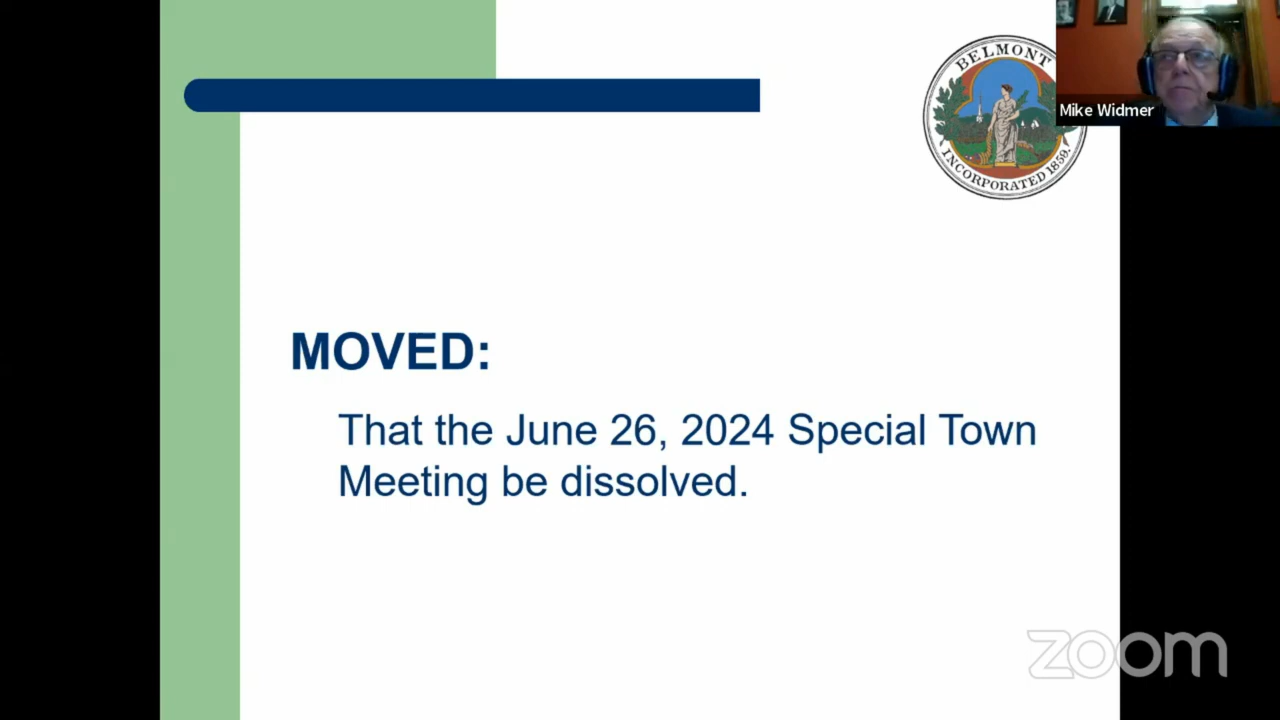 BELMONT
INCORPORATED 1859.
Mike Widmer
MOVED:
That the June 26, 2024 Special Town
Meeting be dissolved.
zoom